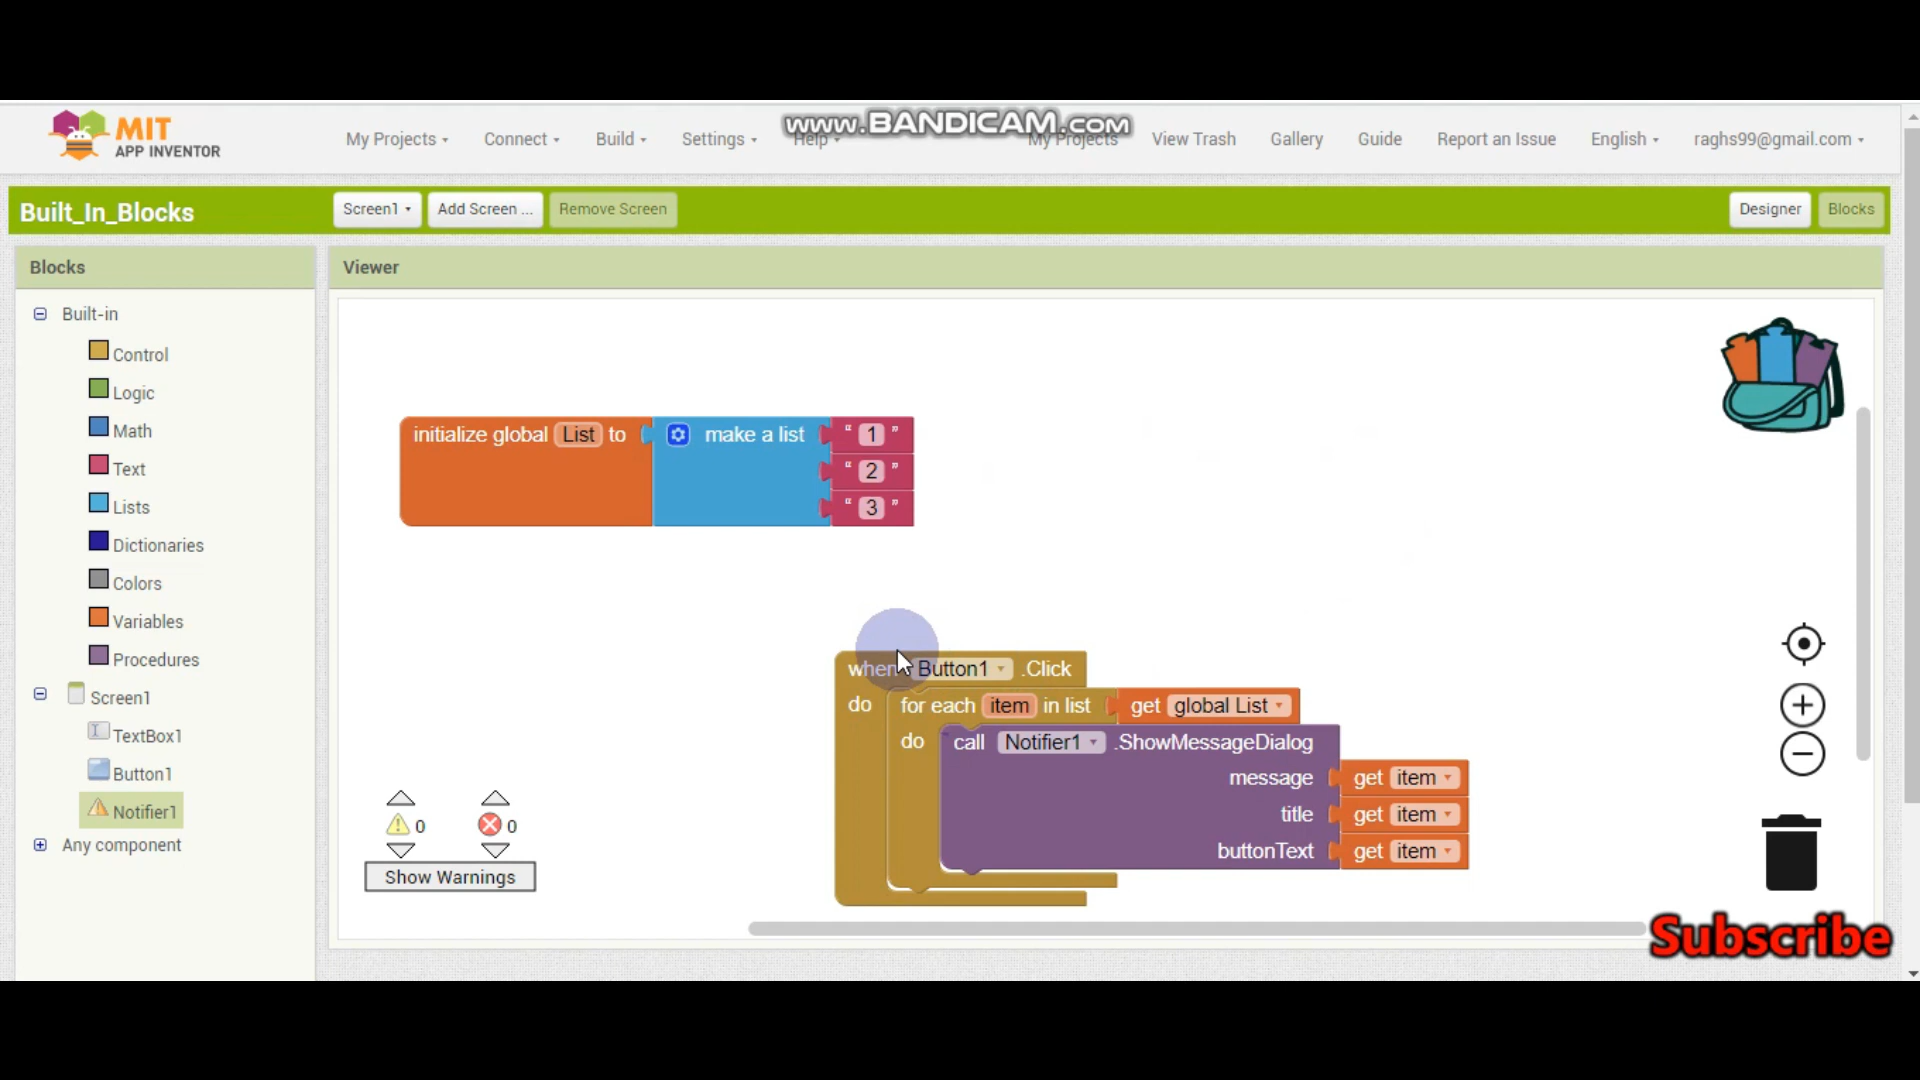 www.BANDICAM.com
MIT
APP INVENTOR
My Projects Connect Build Settings Help My Projects View Trash Gallery Guide Report an Issue English raghs99@gmail.com
Built_In_Blocks Screen1 Add Screen ... Remove Screen Designer Blocks
Blocks
Viewer
Built-in
Control
Logic
Math
Text
Lists
Dictionaries
Colors
Variables
Procedures
Screen1
TextBox1
Button1
Notifier1
Any component
initialize global List to make a list " 1 "
" 2 "
" 3 "
when Button1 .Click
do for each item in list get global List
do call Notifier1 .ShowMessageDialog
message get item
title get item
buttonText get item
0 0
Show Warnings
Subscribe